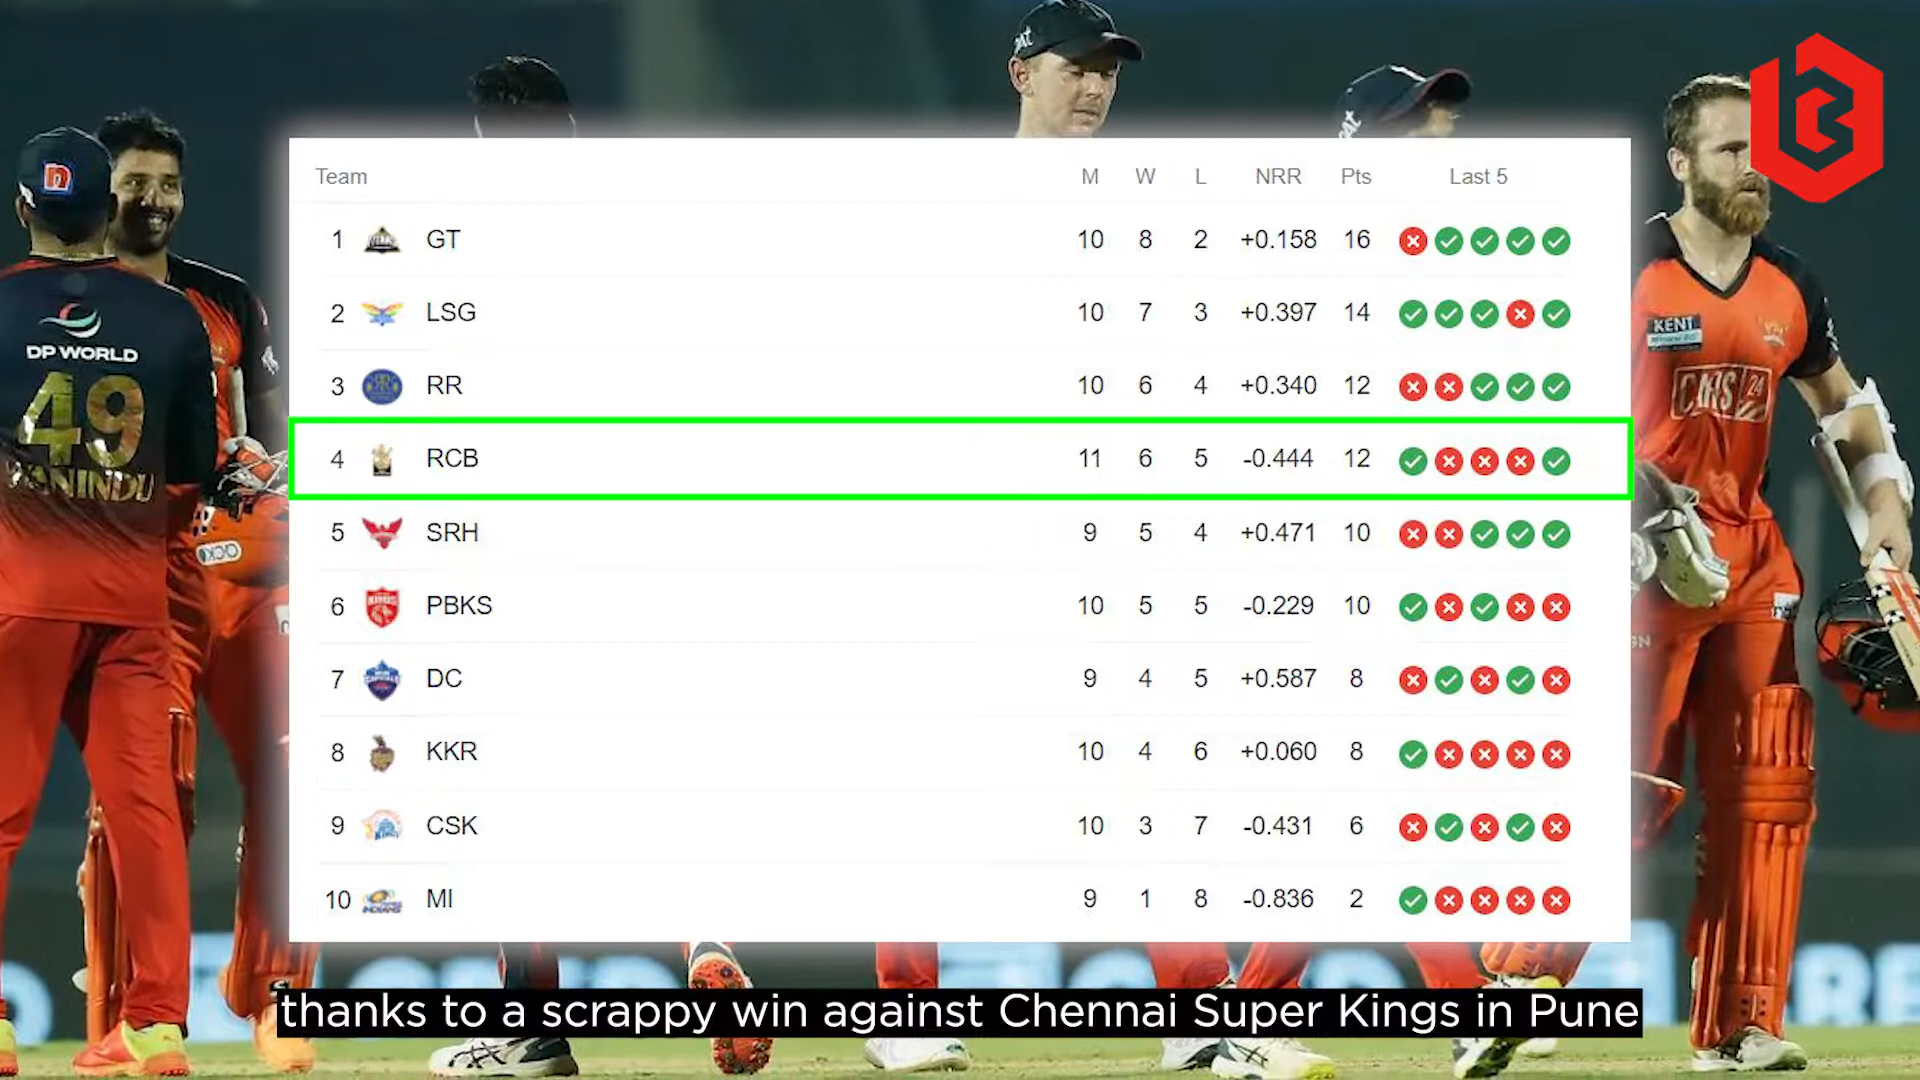 Team M W L NRR Pts Last 5
1 GT 10 8 2 +0.158 16
2 LSG 10 7 3 +0.397 14
3 RR 10 6 4 +0.340 12
4 RCB 11 6 5 -0.444 12
5 SRH 9 5 4 +0.471 10
6 PBKS 10 5 5 -0.229 10
7 DC 9 4 5 +0.587 8
8 KKR 10 4 6 +0.060 8
9 CSK 10 3 7 -0.431 6
10 MI 9 1 8 -0.836 2
n
DP WORLD
49
KENT
CARS 24
thanks to a scrappy win against Chennai Super Kings in Pune